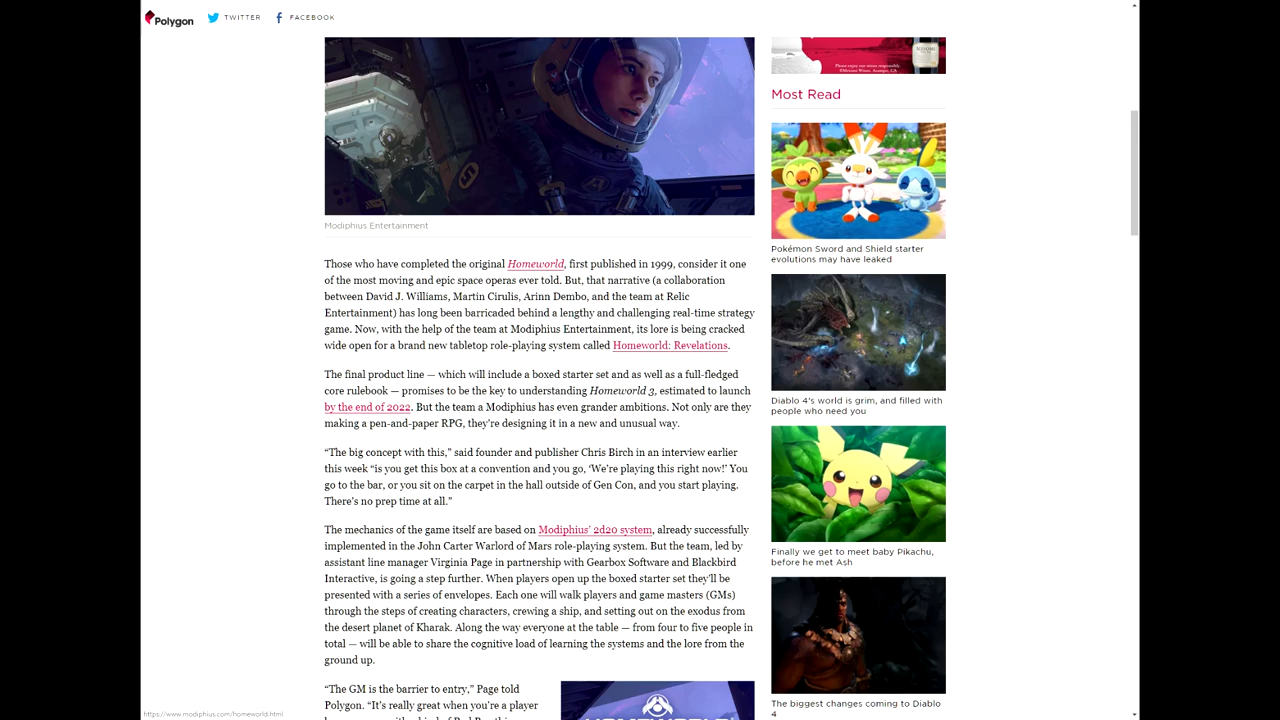 Polygon
TWITTER
FACEBOOK
Please enjoy our wines responsibly.
Most Read
Modiphius Entertainment
Those who have completed the original Homeworld, first published in 1999, consider it one
of the most moving and epic space operas ever told. But, that narrative (a collaboration
between David J. Williams, Martin Cirulis, Arinn Dembo, and the team at Relic
Entertainment) has long been barricaded behind a lengthy and challenging real-time strategy
game. Now, with the help of the team at Modiphius Entertainment, its lore is being cracked
wide open for a brand new tabletop role-playing system called Homeworld: Revelations.
The final product line — which will include a boxed starter set and as well as a full-fledged
core rulebook — promises to be the key to understanding Homeworld 3, estimated to launch
by the end of 2022. But the team a Modiphius has even grander ambitions. Not only are they
making a pen-and-paper RPG, they're designing it in a new and unusual way.
“The big concept with this,” said founder and publisher Chris Birch in an interview earlier
this week “is you get this box at a convention and you go, ‘We're playing this right now!’ You
go to the bar, or you sit on the carpet in the hall outside of Gen Con, and you start playing.
There's no prep time at all.”
The mechanics of the game itself are based on Modiphius' 2d20 system, already successfully
implemented in the John Carter Warlord of Mars role-playing system. But the team, led by
assistant line manager Virginia Page in partnership with Gearbox Software and Blackbird
Interactive, is going a step further. When players open up the boxed starter set they'll be
presented with a series of envelopes. Each one will walk players and game masters (GMs)
through the steps of creating characters, crewing a ship, and setting out on the exodus from
the desert planet of Kharak. Along the way everyone at the table — from four to five people in
total — will be able to share the cognitive load of learning the systems and the lore from the
ground up.
“The GM is the barrier to entry,” Page told
Polygon. “It's really great when you're a player
Pokémon Sword and Shield starter
evolutions may have leaked
Diablo 4's world is grim, and filled with
people who need you
Finally we get to meet baby Pikachu,
before he met Ash
The biggest changes coming to Diablo
4
https://www.modiphius.com/homeworld.html